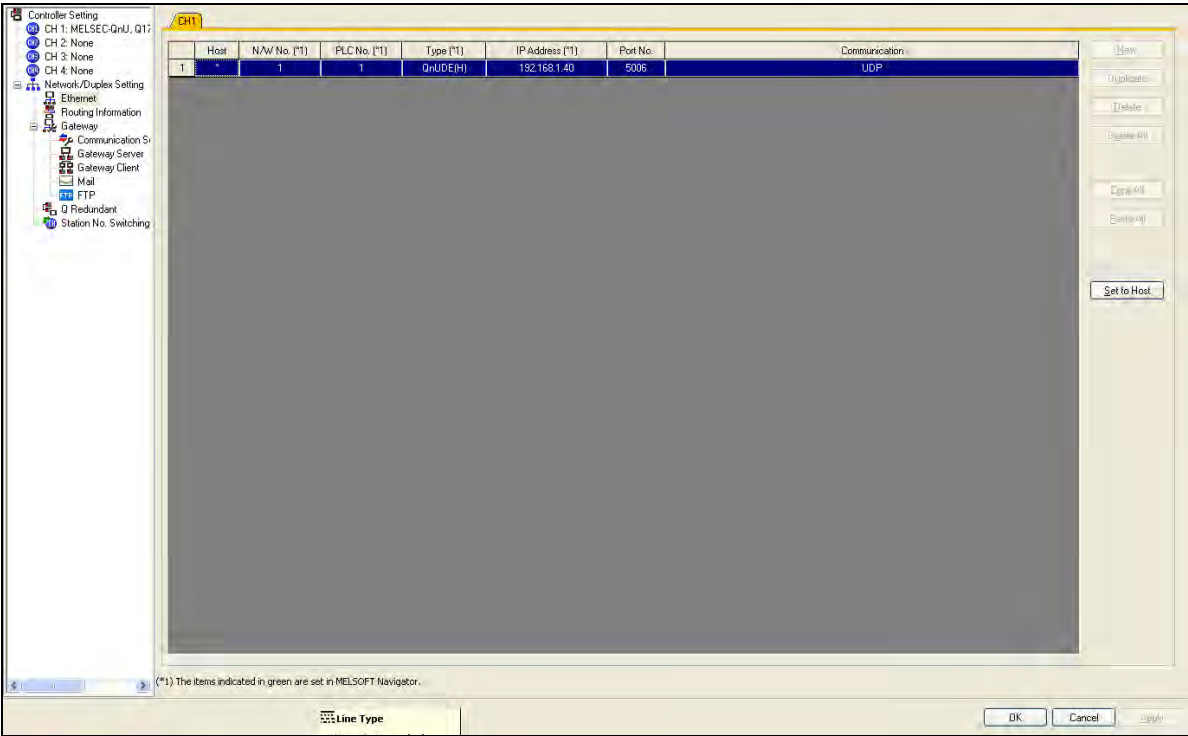 Controller Setting
CH 1: MELSEC-QnU, Q17
CH 2: None
CH 3: None
CH 4: None
Network/Duplex Setting
Ethernet
Routing Information
Gateway
Communication Se
Gateway Server
Gateway Client
Mail
FTP
Q Redundant
Station No. Switching
CH1
Host N/W No. (*1) PLC No. (*1) Type (*1) IP Address (*1) Port No. Communication
1 * 1 1 QnUDE(H) 192.168.1.40 5006 UDP
New
Duplicate
Delete
Delete All
Copy All
Paste All
Set to Host
(*1) The items indicated in green are set in MELSOFT Navigator.
Line Type
OK Cancel Apply